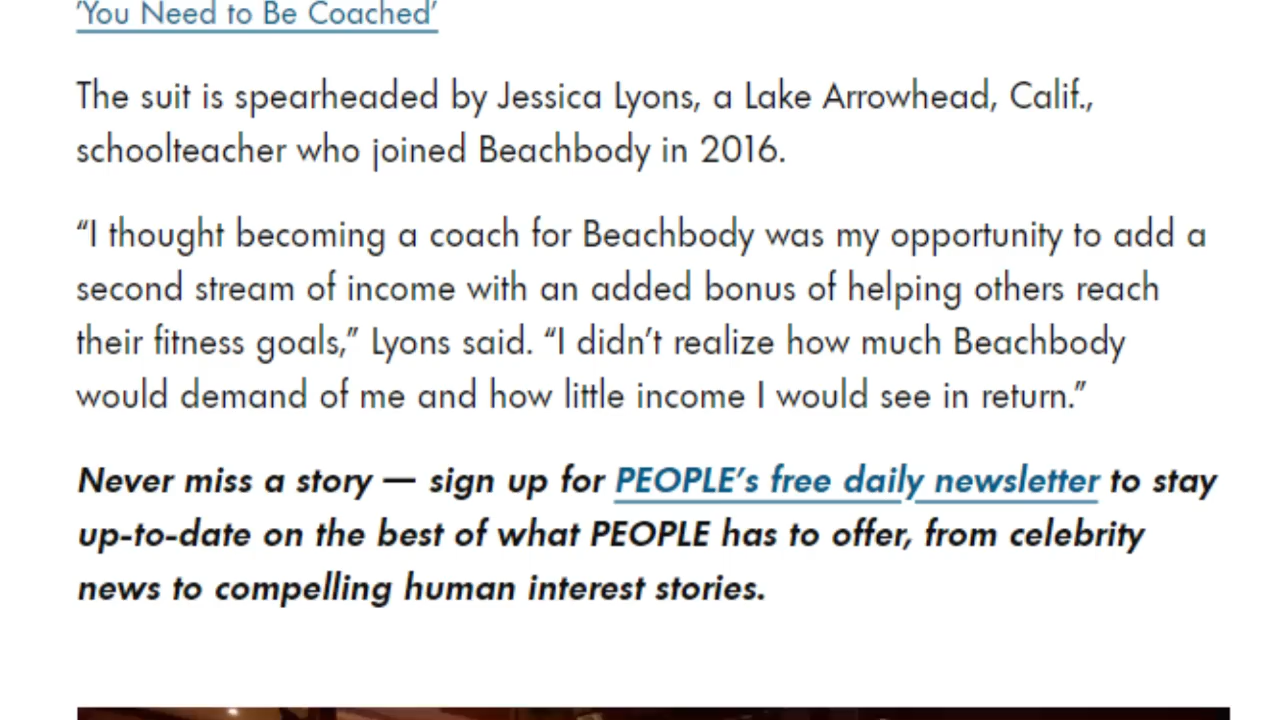 ‘You Need to Be Coached’
The suit is spearheaded by Jessica Lyons, a Lake Arrowhead, Calif.,
schoolteacher who joined Beachbody in 2016.
“I thought becoming a coach for Beachbody was my opportunity to add a
second stream of income with an added bonus of helping others reach
their fitness goals,” Lyons said. “I didn’t realize how much Beachbody
would demand of me and how little income I would see in return.”
Never miss a story — sign up for PEOPLE’s free daily newsletter to stay
up-to-date on the best of what PEOPLE has to offer, from celebrity
news to compelling human interest stories.